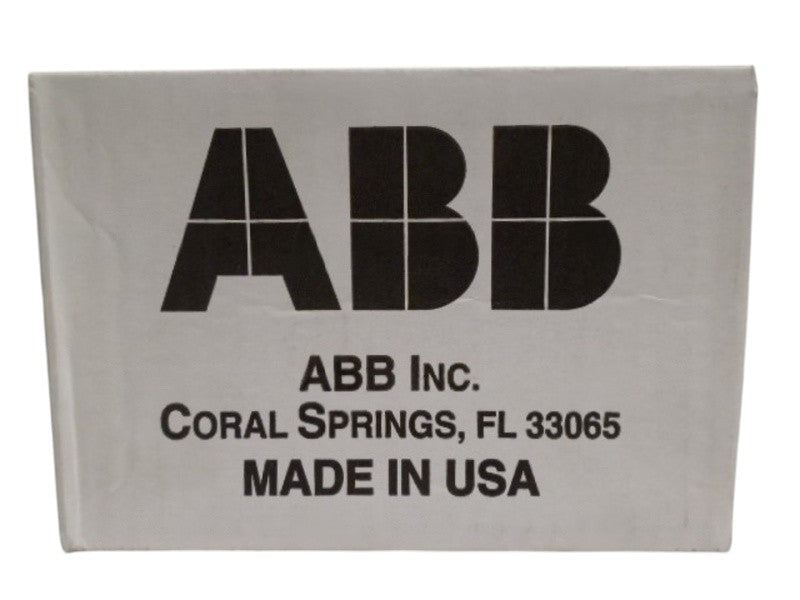 ABB
ABB INC.
CORAL SPRINGS, FL 33065
MADE IN USA